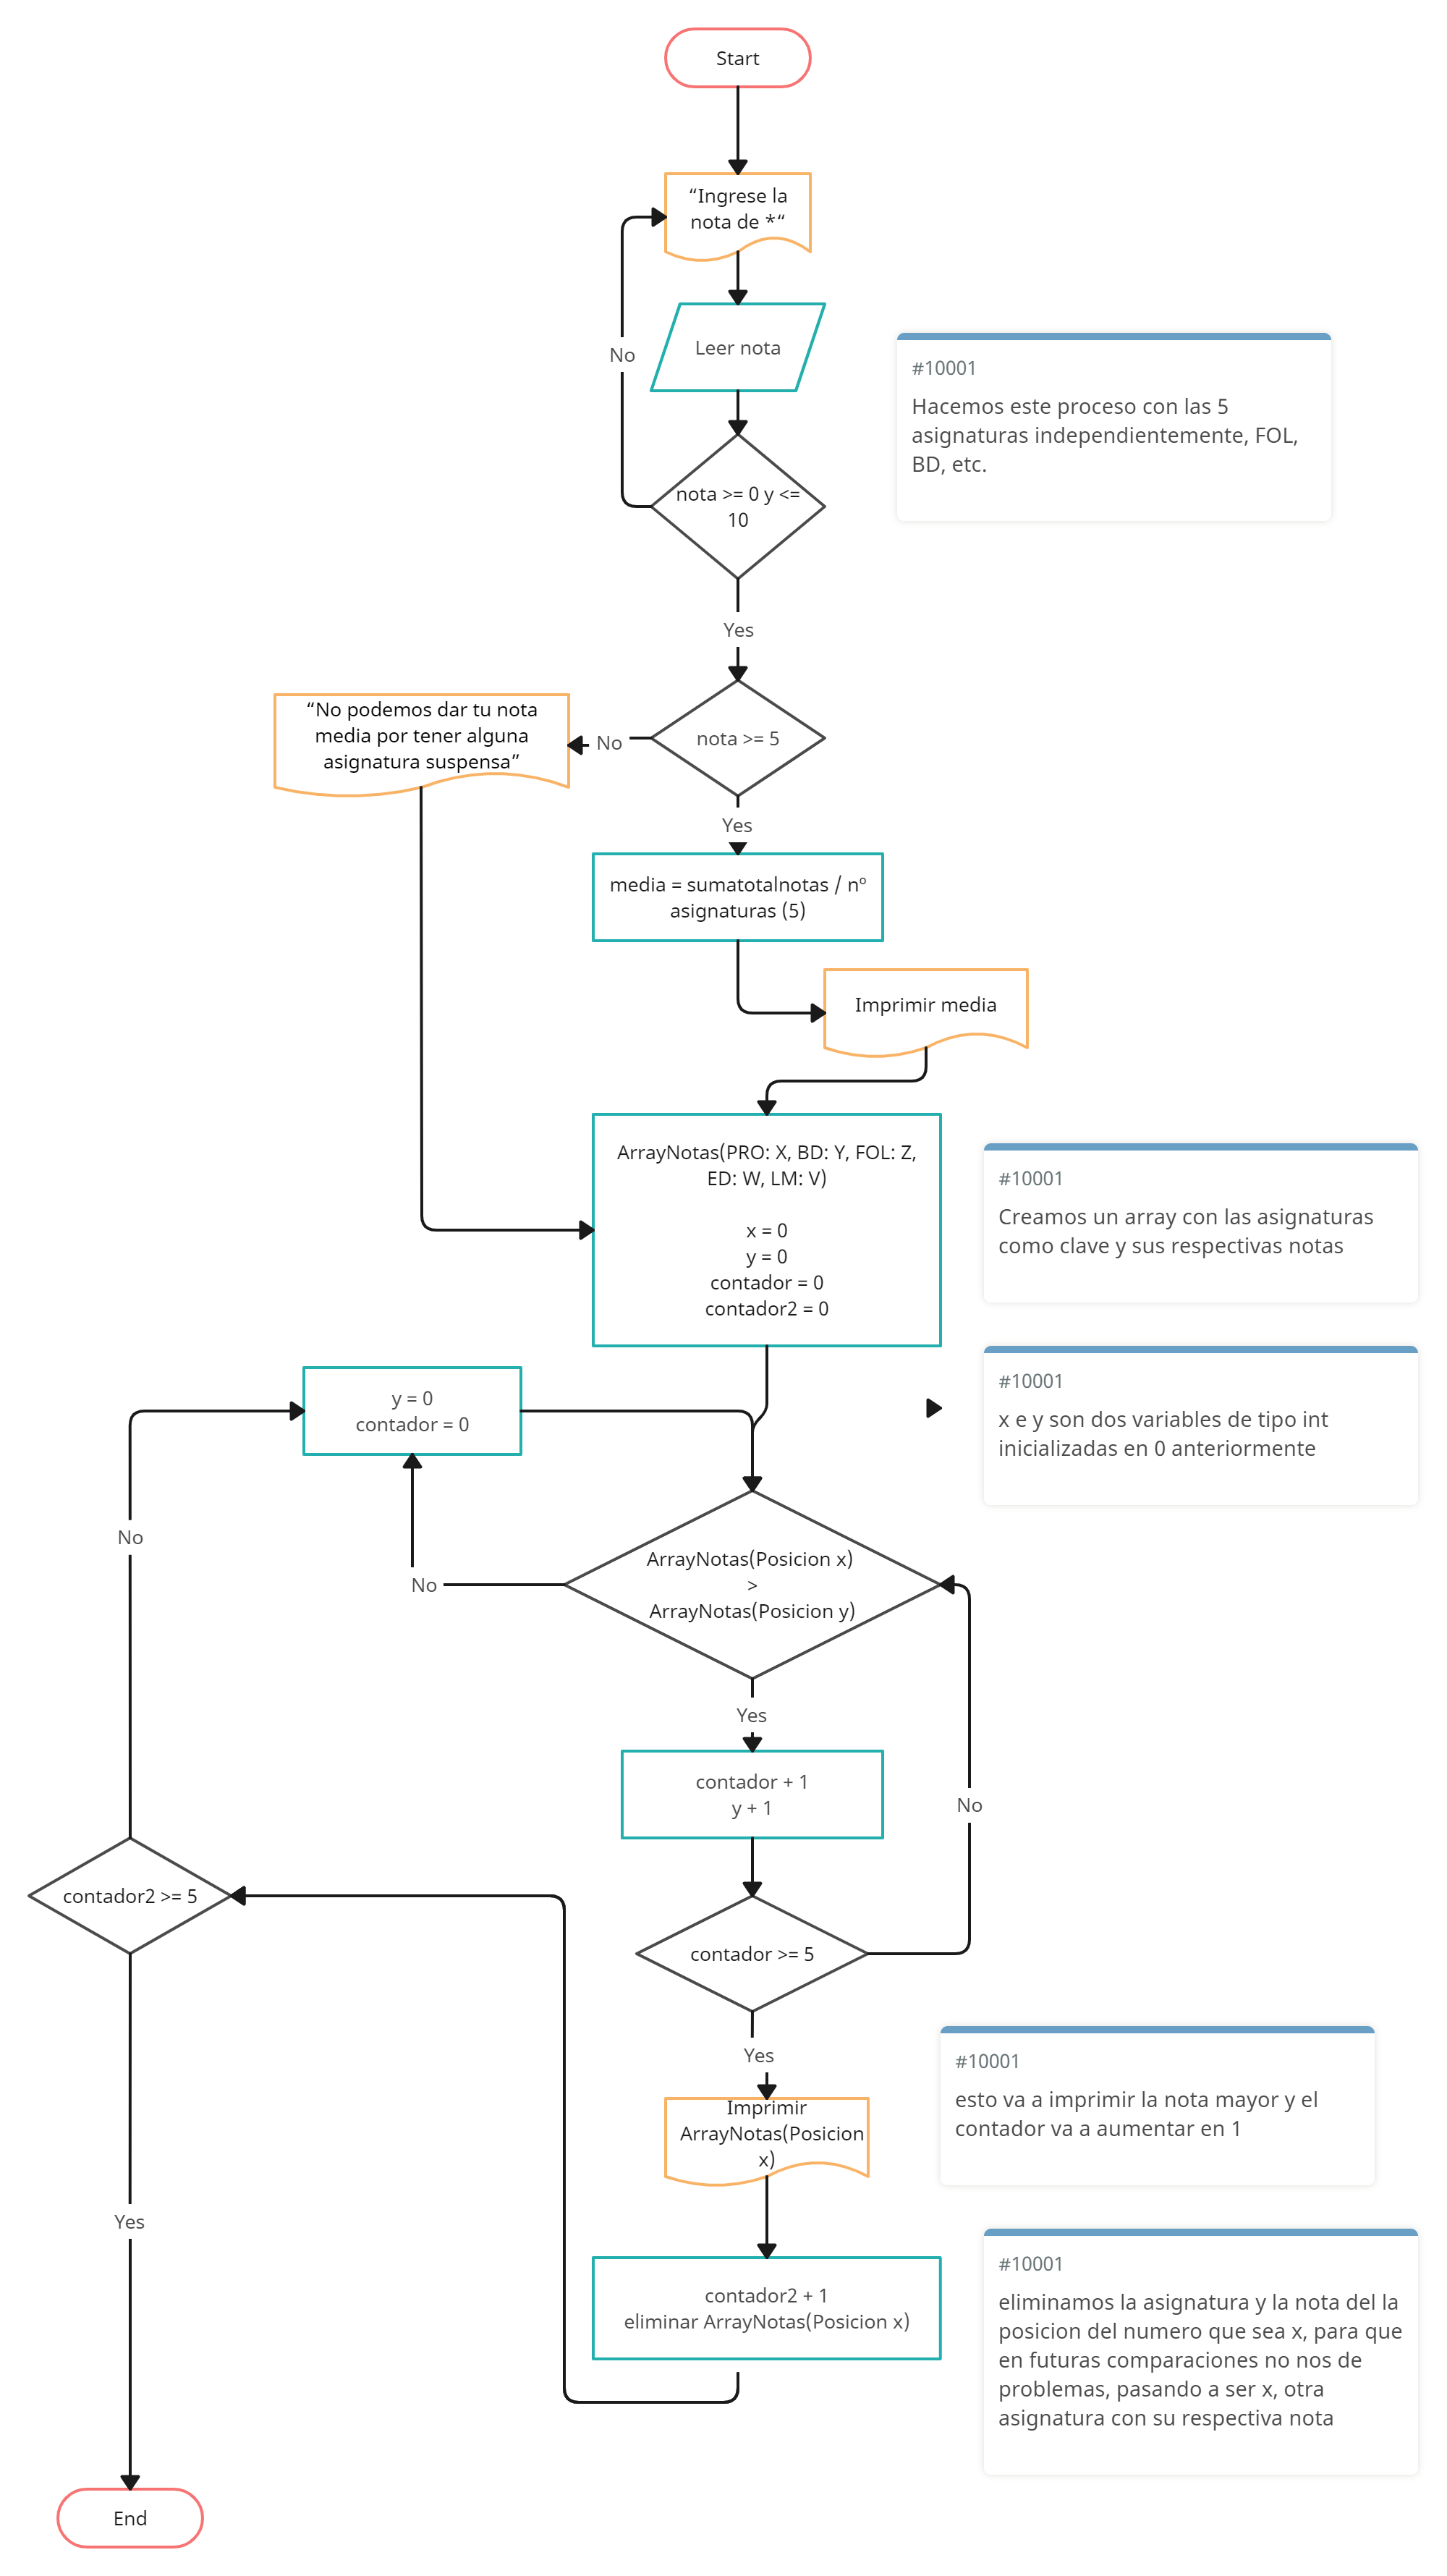 Start
“Ingrese la
nota de *“
No
Leer nota
#10001
Hacemos este proceso con las 5
asignaturas independientemente, FOL,
BD, etc.
nota >= 0 y <=
10
Yes
“No podemos dar tu nota
media por tener alguna
asignatura suspensa”
No
nota >= 5
Yes
media = sumatotalnotas / nº
asignaturas (5)
Imprimir media
ArrayNotas(PRO: X, BD: Y, FOL: Z,
ED: W, LM: V)
x = 0
y = 0
contador = 0
contador2 = 0
#10001
Creamos un array con las asignaturas
como clave y sus respectivas notas
y = 0
contador = 0
#10001
x e y son dos variables de tipo int
inicializadas en 0 anteriormente
No
No
ArrayNotas(Posicion x)
>
ArrayNotas(Posicion y)
Yes
contador + 1
y + 1
No
contador2 >= 5
contador >= 5
Yes
#10001
esto va a imprimir la nota mayor y el
contador va a aumentar en 1
Imprimir
ArrayNotas(Posicion
x)
Yes
contador2 + 1
eliminar ArrayNotas(Posicion x)
#10001
eliminamos la asignatura y la nota del la
posicion del numero que sea x, para que
en futuras comparaciones no nos de
problemas, pasando a ser x, otra
asignatura con su respectiva nota
End